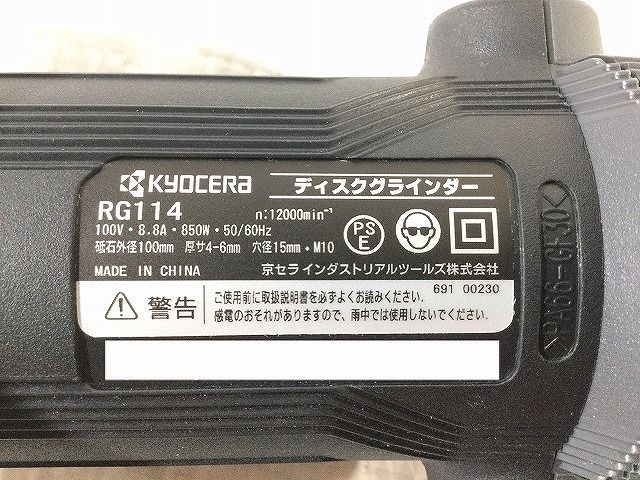 KYOCERA ディスクグラインダー
RG114 n:12000min⁻¹
100V・8.8A・850W・50/60Hz
砥石外径100mm 厚サ4-6mm 穴径15mm・M10
PS
E
MADE IN CHINA 京セラインダストリアルツールズ株式会社
691 00230
警告 ご使用前に取扱説明書を必ずよくお読みください.
感電のおそれがありますので、雨中では使用しないでください.
>PA66-GF30<